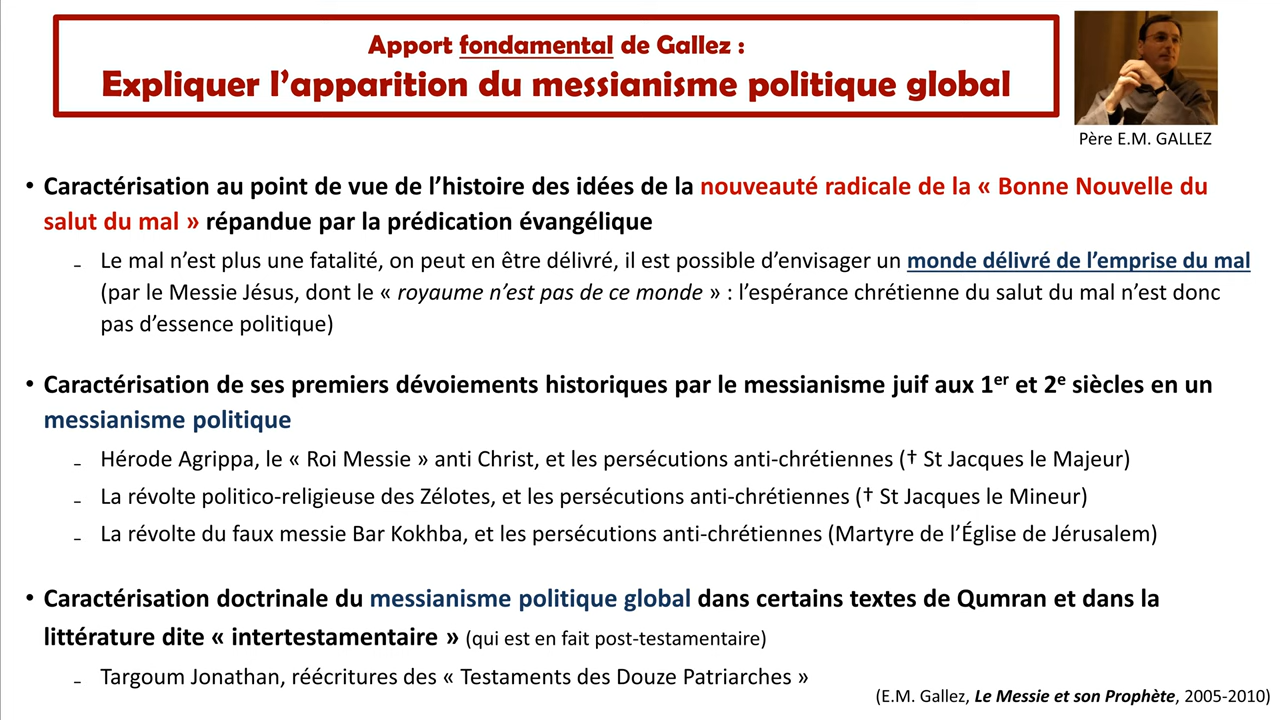 Apport fondamental de Gallez :
Expliquer l’apparition du messianisme politique global
Père E.M. GALLEZ
• Caractérisation au point de vue de l’histoire des idées de la nouveauté radicale de la « Bonne Nouvelle du
salut du mal » répandue par la prédication évangélique
- Le mal n’est plus une fatalité, on peut en être délivré, il est possible d’envisager un monde délivré de l’emprise du mal
(par le Messie Jésus, dont le « royaume n’est pas de ce monde » : l’espérance chrétienne du salut du mal n’est donc
pas d’essence politique)
• Caractérisation de ses premiers dévoiements historiques par le messianisme juif aux 1er et 2e siècles en un
messianisme politique
- Hérode Agrippa, le « Roi Messie » anti Christ, et les persécutions anti-chrétiennes († St Jacques le Majeur)
- La révolte politico-religieuse des Zélotes, et les persécutions anti-chrétiennes († St Jacques le Mineur)
- La révolte du faux messie Bar Kokhba, et les persécutions anti-chrétiennes (Martyre de l’Église de Jérusalem)
• Caractérisation doctrinale du messianisme politique global dans certains textes de Qumran et dans la
littérature dite « intertestamentaire » (qui est en fait post-testamentaire)
- Targoum Jonathan, réécritures des « Testaments des Douze Patriarches »
(E.M. Gallez, Le Messie et son Prophète, 2005-2010)